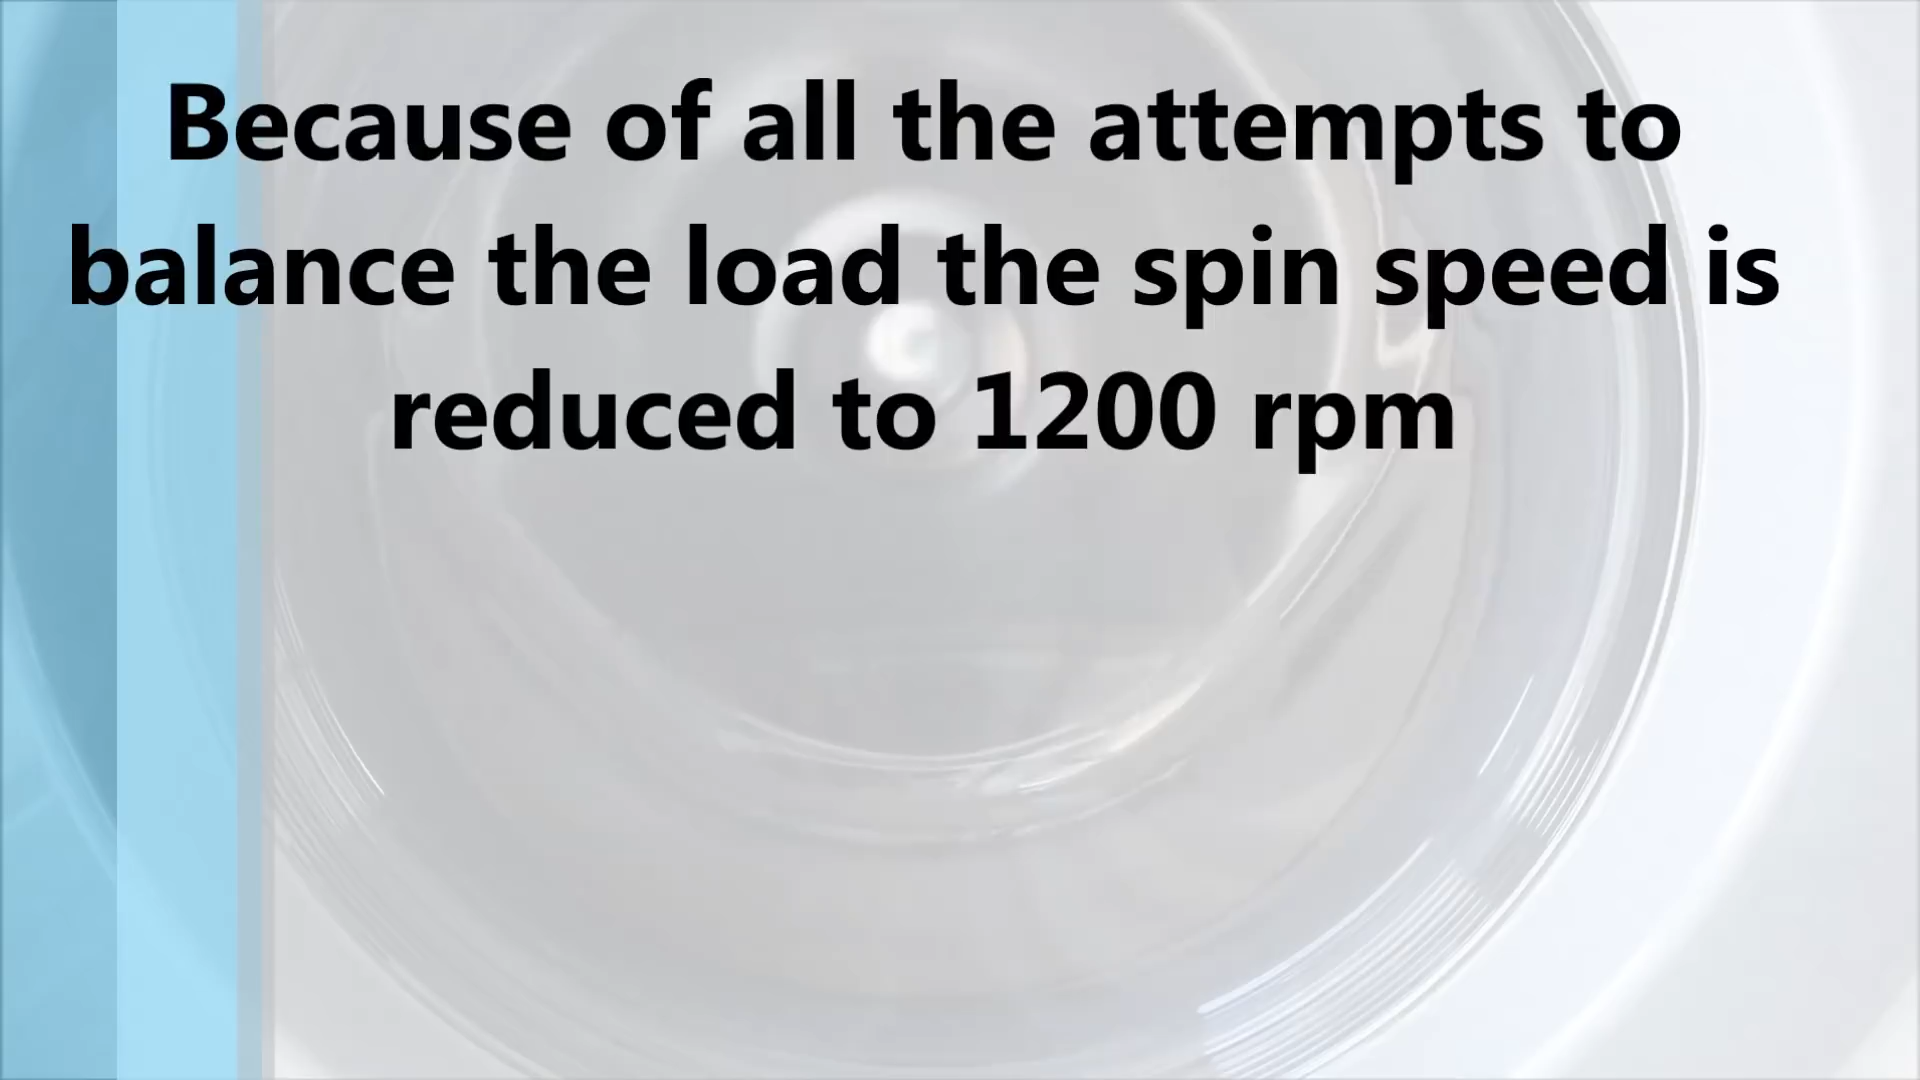 Because of all the attempts to
balance the load the spin speed is
reduced to 1200 rpm